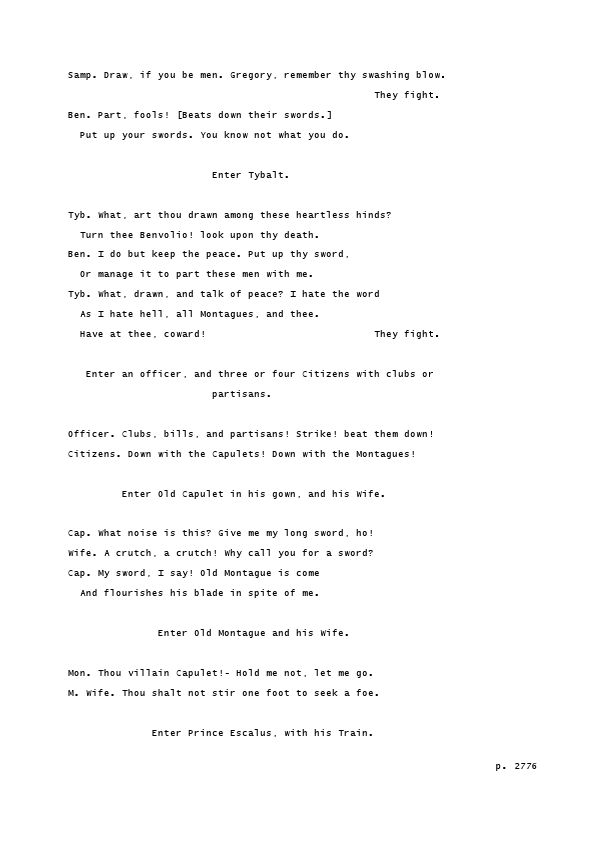 Samp. Draw, if you be men. Gregory, remember thy swashing blow.
They fight.
Ben. Part, fools! [Beats down their swords.]
Put up your swords. You know not what you do.
Enter Tybalt.
Tyb. What, art thou drawn among these heartless hinds?
Turn thee Benvolio! look upon thy death.
Ben. I do but keep the peace. Put up thy sword,
Or manage it to part these men with me.
Tyb. What, drawn, and talk of peace? I hate the word
As I hate hell, all Montagues, and thee.
Have at thee, coward! They fight.
Enter an officer, and three or four Citizens with clubs or
partisans.
Officer. Clubs, bills, and partisans! Strike! beat them down!
Citizens. Down with the Capulets! Down with the Montagues!
Enter Old Capulet in his gown, and his Wife.
Cap. What noise is this? Give me my long sword, ho!
Wife. A crutch, a crutch! Why call you for a sword?
Cap. My sword, I say! Old Montague is come
And flourishes his blade in spite of me.
Enter Old Montague and his Wife.
Mon. Thou villain Capulet!- Hold me not, let me go.
M. Wife. Thou shalt not stir one foot to seek a foe.
Enter Prince Escalus, with his Train.
p. 2776